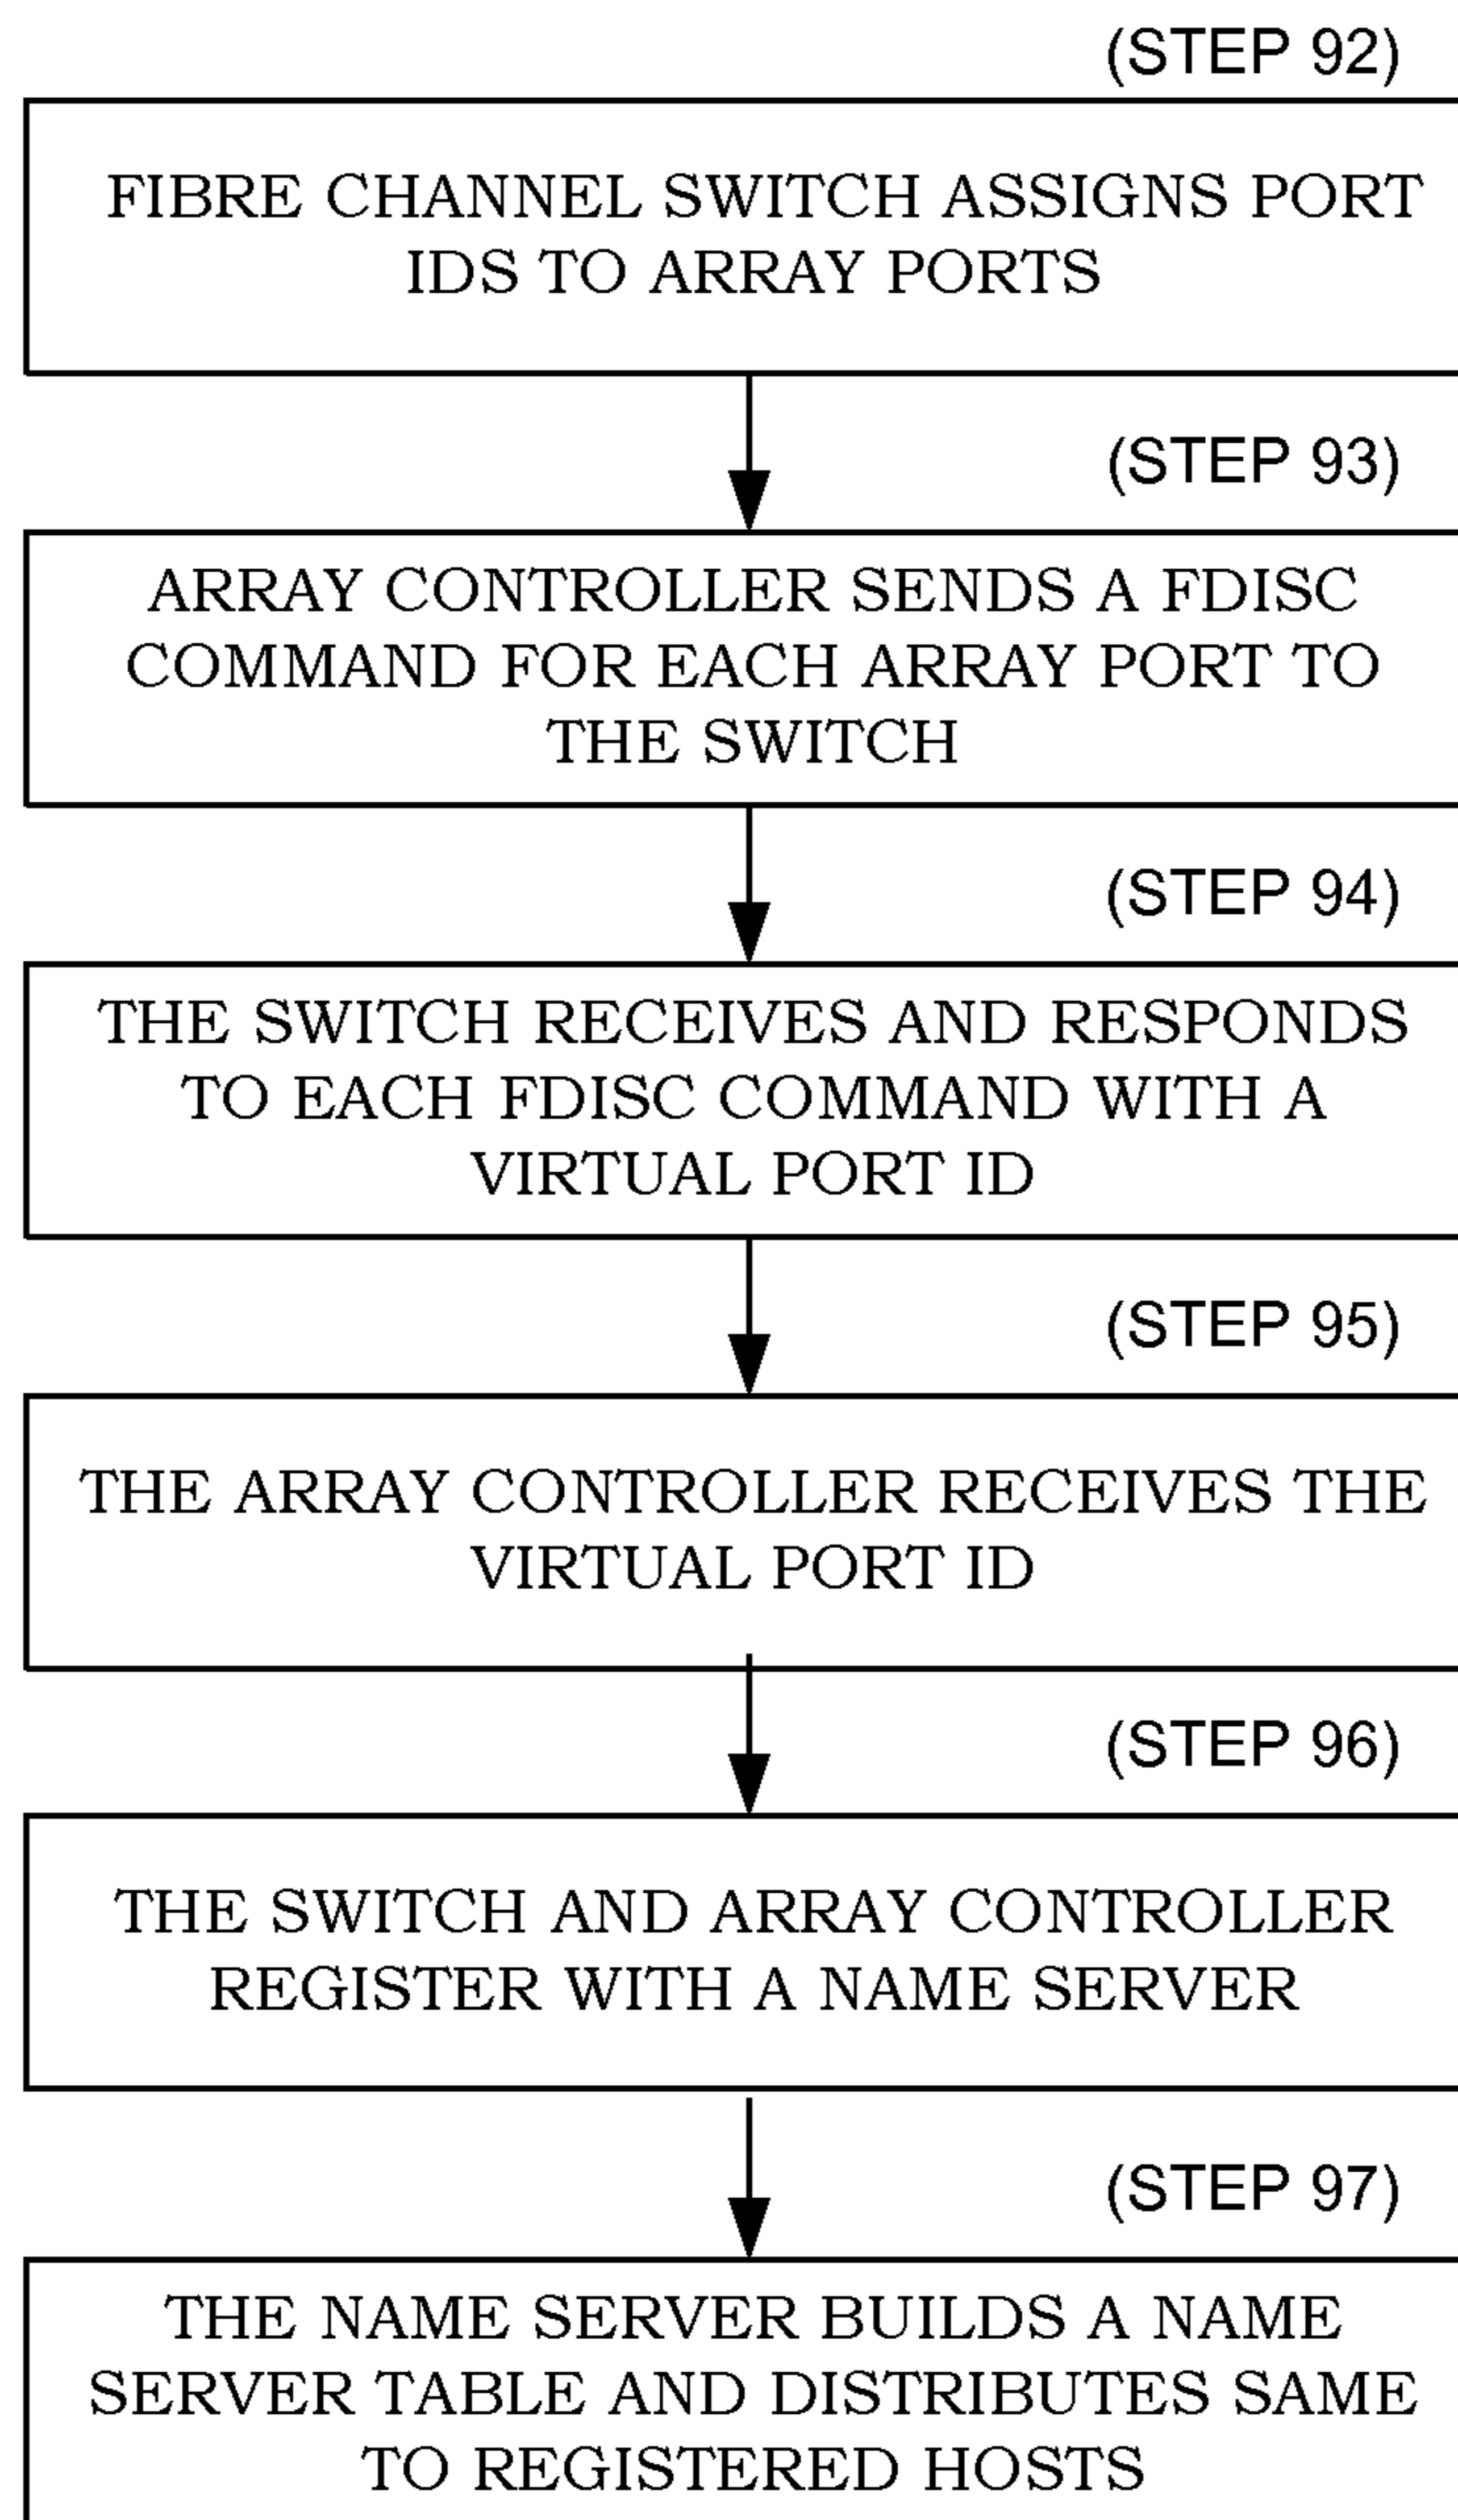 (STEP 92)
FIBRE CHANNEL SWITCH ASSIGNS PORT
IDS TO ARRAY PORTS
(STEP 93)
ARRAY CONTROLLER SENDS A FDISC
COMMAND FOR EACH ARRAY PORT TO
THE SWITCH
(STEP 94)
THE SWITCH RECEIVES AND RESPONDS
TO EACH FDISC COMMAND WITH A
VIRTUAL PORT ID
(STEP 95)
THE ARRAY CONTROLLER RECEIVES THE
VIRTUAL PORT ID
(STEP 96)
THE SWITCH AND ARRAY CONTROLLER
REGISTER WITH A NAME SERVER
(STEP 97)
THE NAME SERVER BUILDS A NAME
SERVER TABLE AND DISTRIBUTES SAME
TO REGISTERED HOSTS